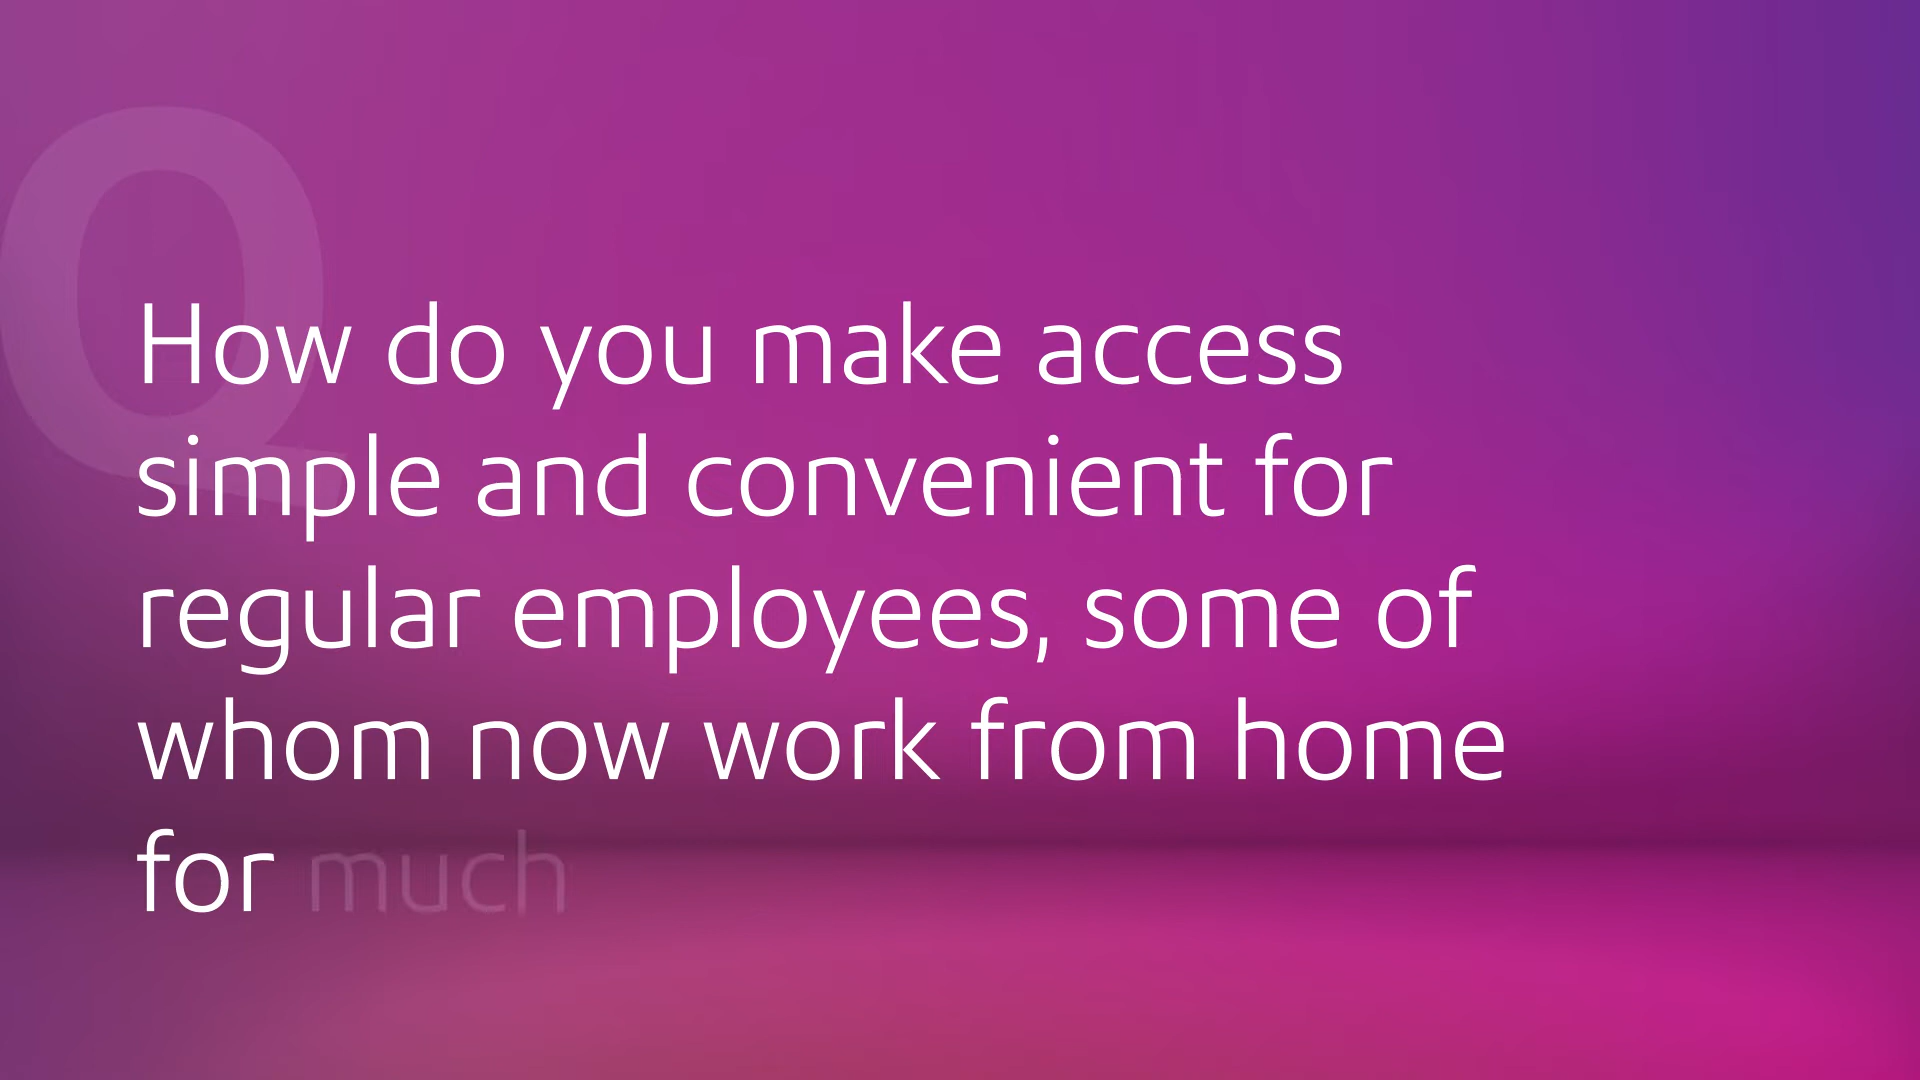 Q
How do you make access
simple and convenient for
regular employees, some of
whom now work from home
for much